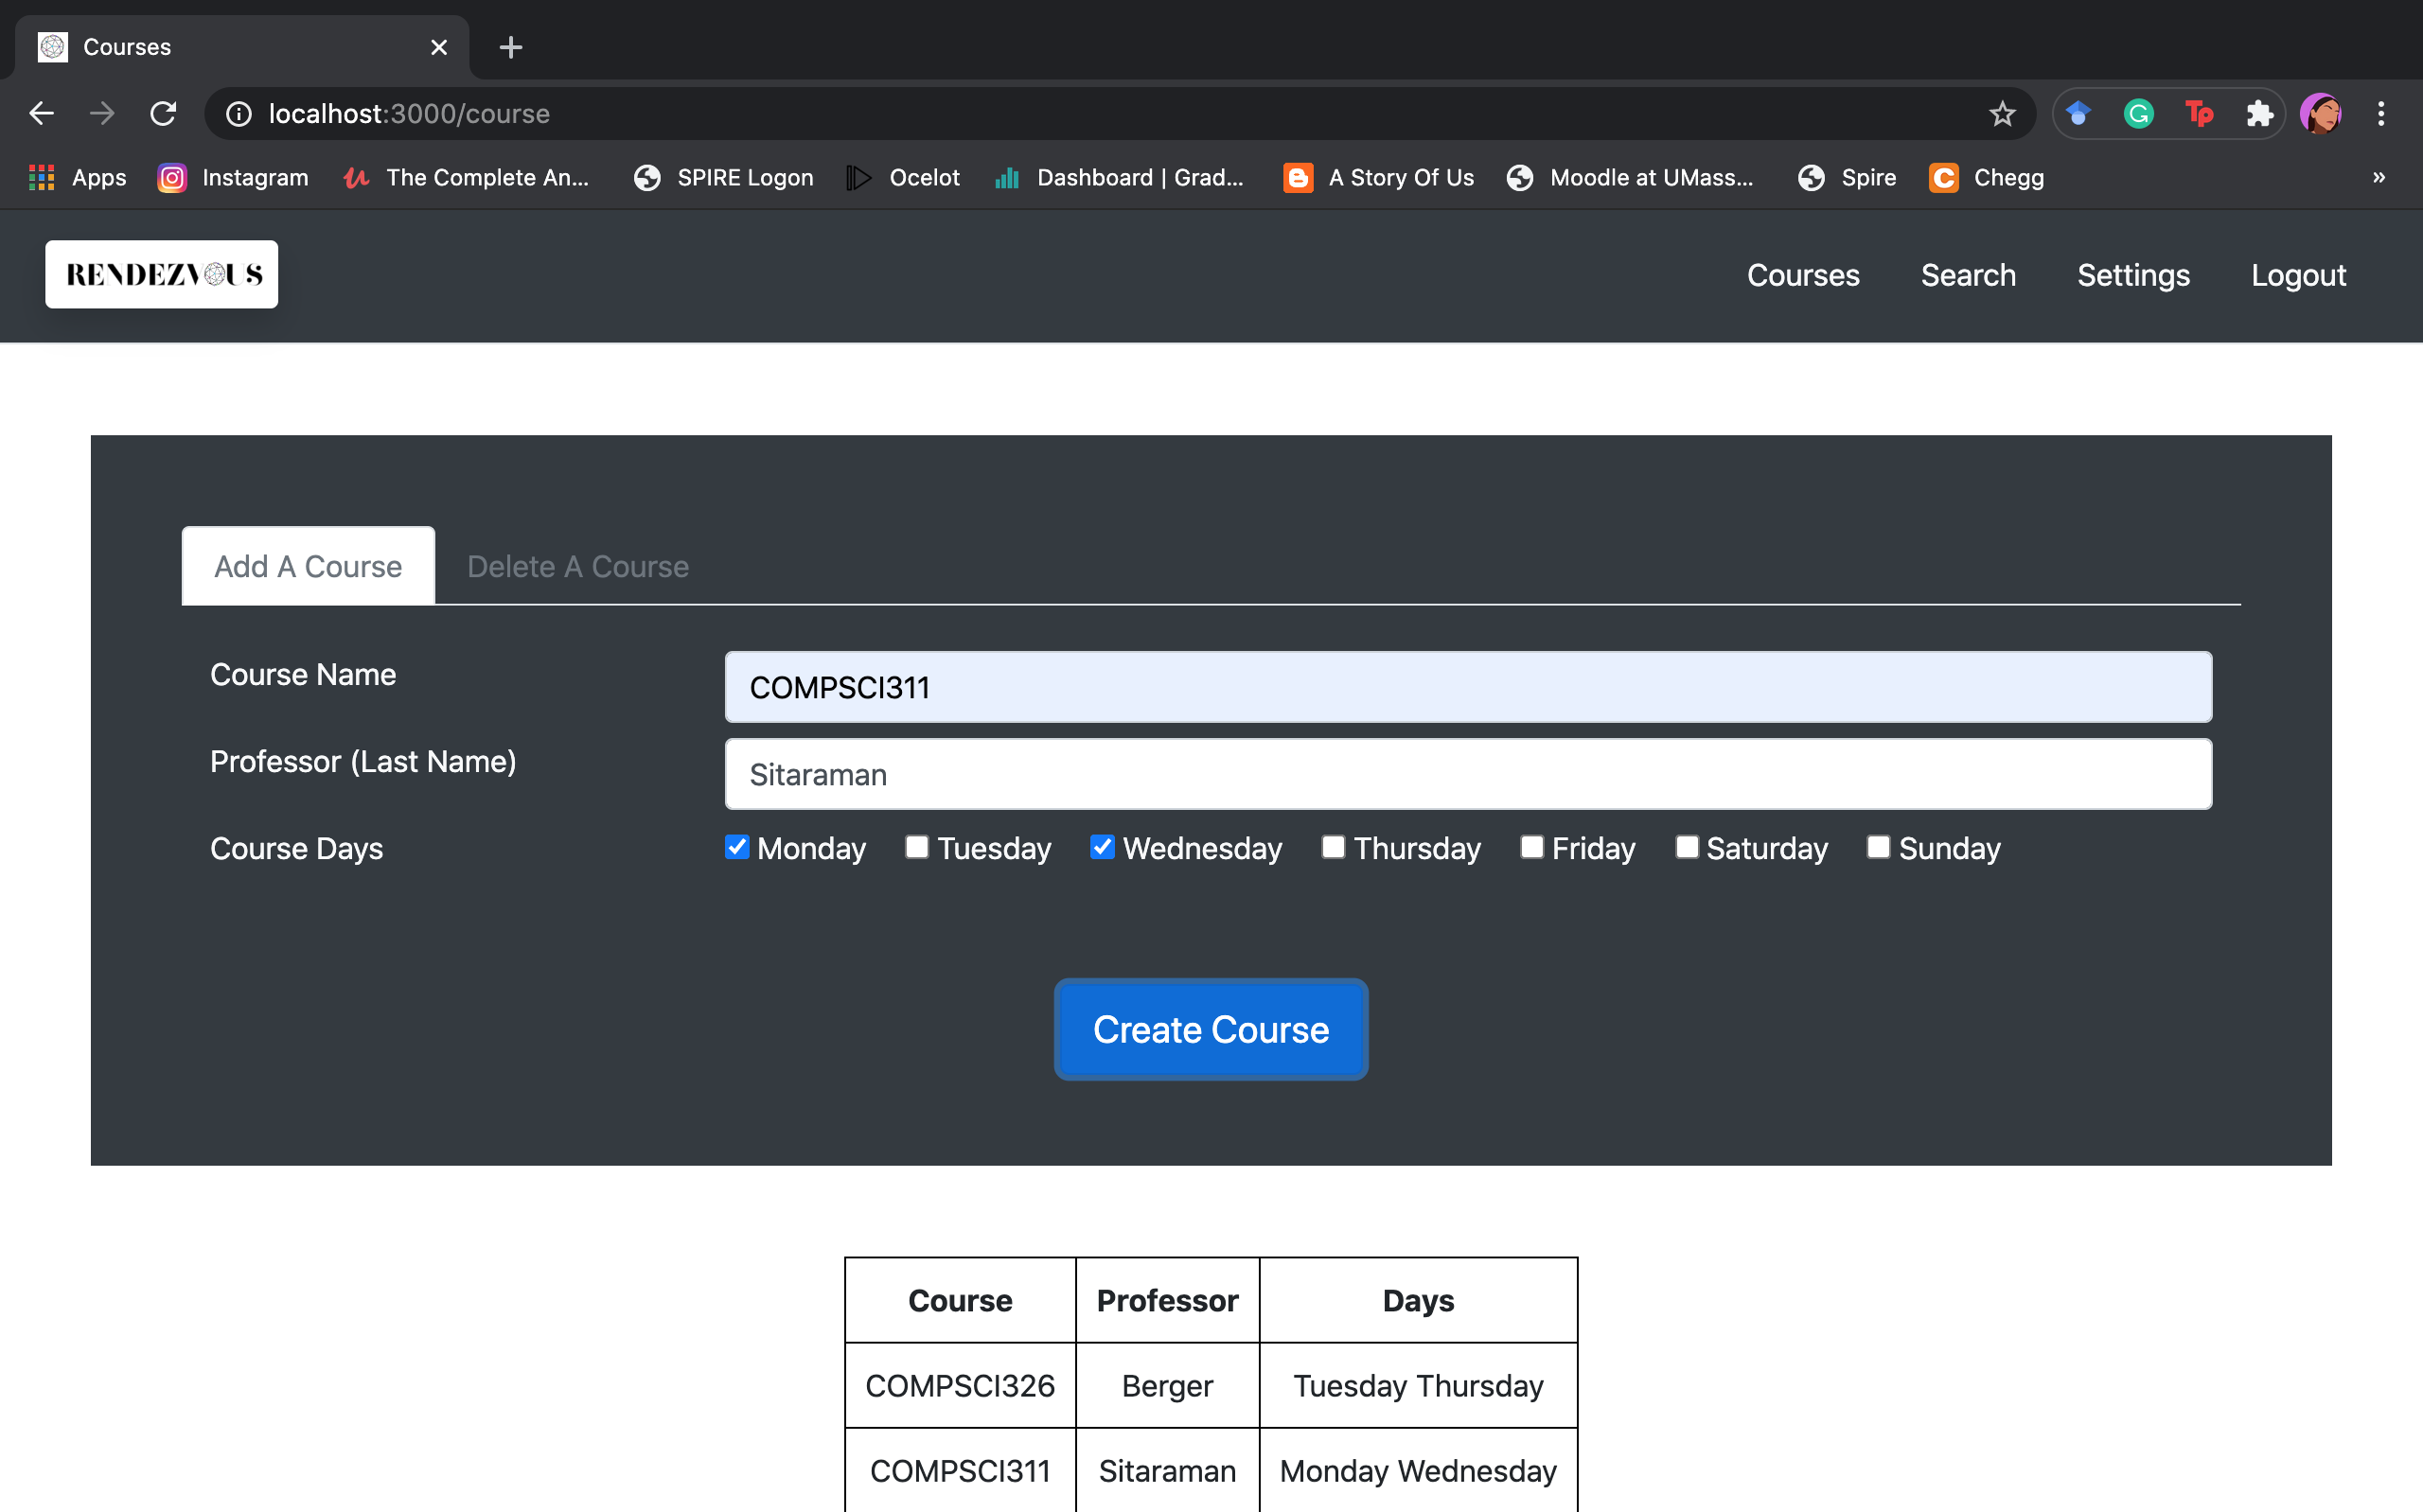 Courses
localhost:3000/course
Apps Instagram The Complete An... SPIRE Logon Ocelot Dashboard | Grad... A Story Of Us Moodle at UMass... Spire Chegg »
RENDEZVOUS Courses Search Settings Logout
Add A Course Delete A Course
Course Name COMPSCI311
Professor (Last Name) Sitaraman
Course Days Monday Tuesday Wednesday Thursday Friday Saturday Sunday
Create Course
Course Professor Days
COMPSCI326 Berger Tuesday Thursday
COMPSCI311 Sitaraman Monday Wednesday